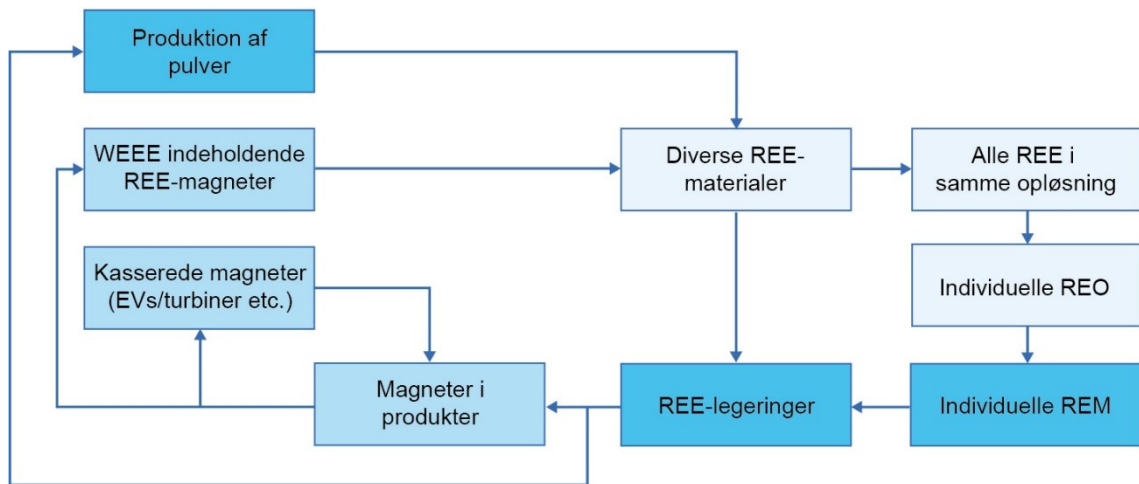 Produktion af
pulver
WEEE indeholdende
REE-magneter
Diverse REE-
materialer
Alle REE i
samme opløsning
Kasserede magneter
(EVs/turbiner etc.)
Individuelle REO
Magneter i
produkter
REE-legeringer
Individuelle REM